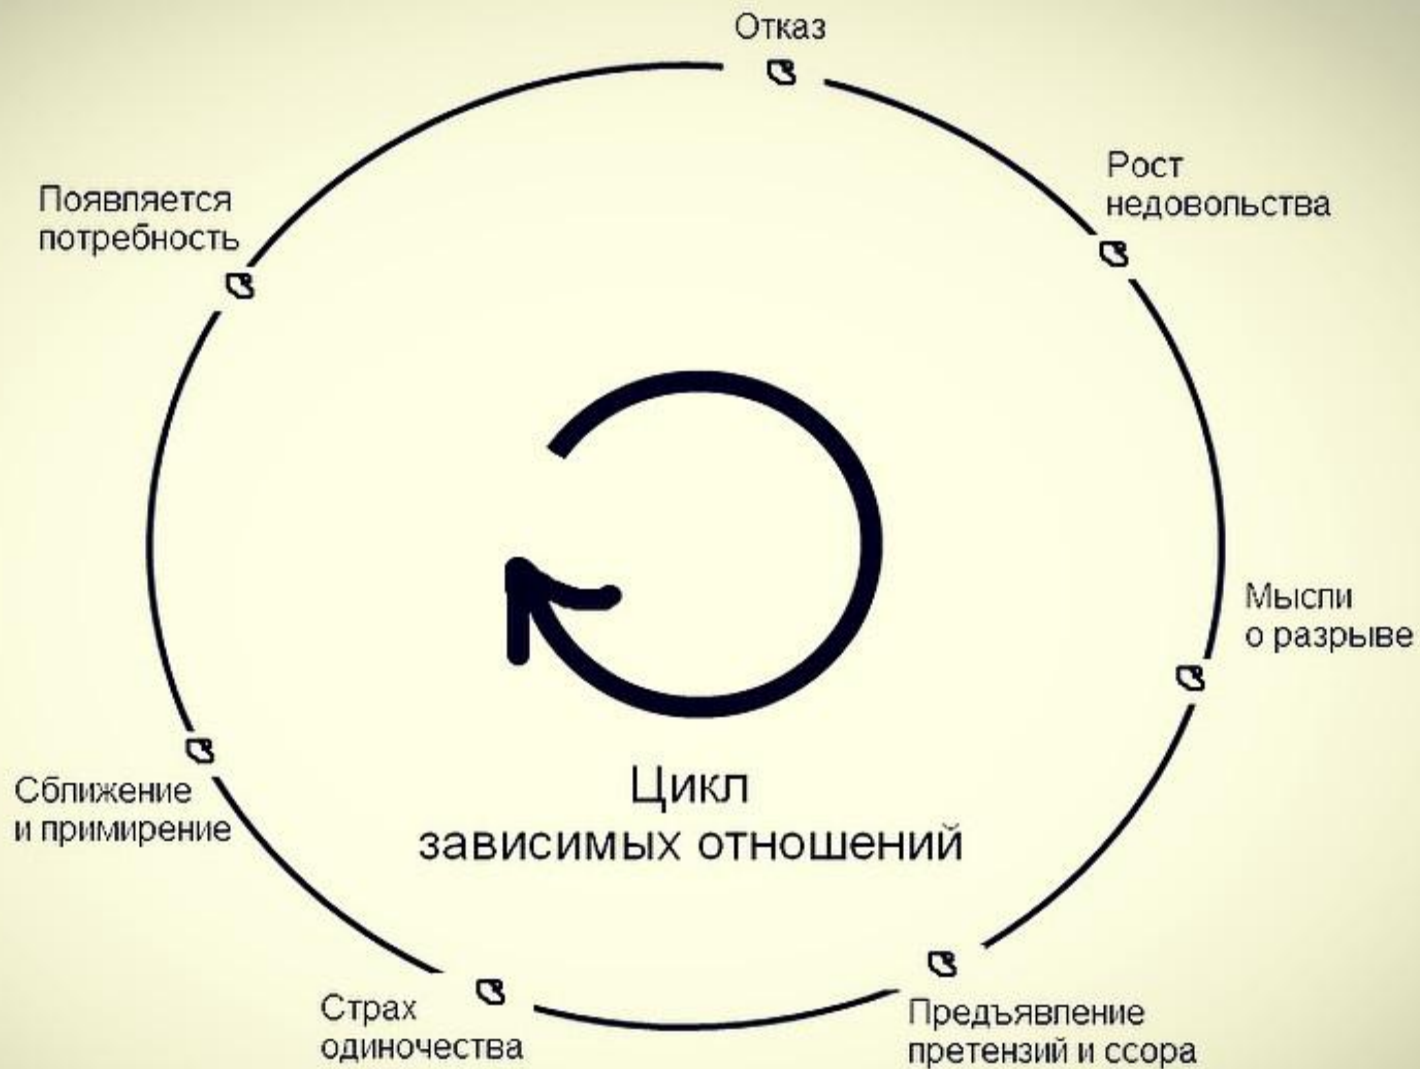 Отказ
Рост
недовольства
Появляется
потребность
Мысли
о разрыве
Сближение
и примирение
Цикл
зависимых отношений
Страх
одиночества
Предъявление
претензий и ссора